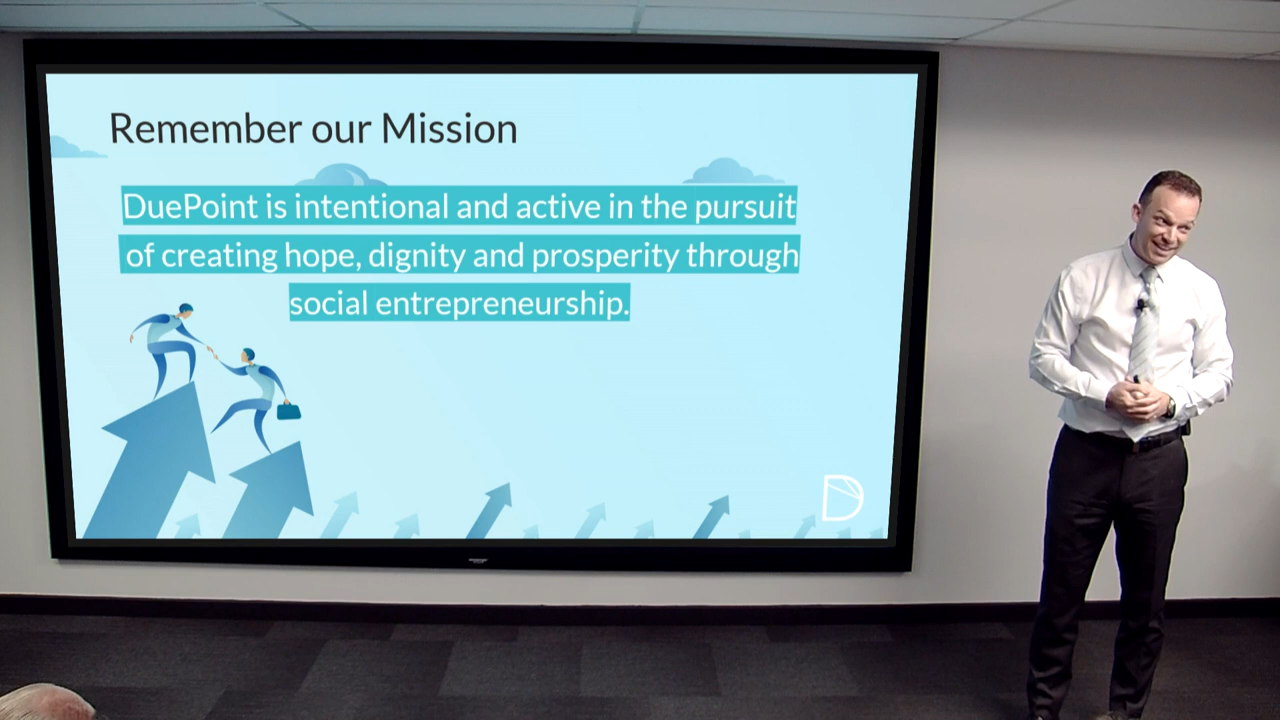 Remember our Mission
DuePoint is intentional and active in the pursuit
of creating hope, dignity and prosperity through
social entrepreneurship.